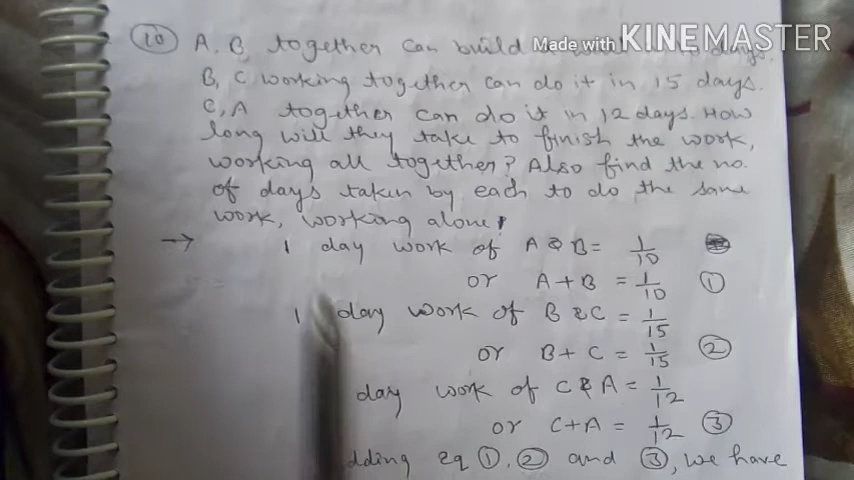 Made with KINEMASTER
10 A, B, together can build
B, C working together can do it in 15 days.
C, A together can do it in 12 days. How
long will they take to finish the work,
working all together? Also find the no.
of days taken by each to do the same
work, working alone!
→ 1 day work of A & B = 1/10
or A + B = 1/10 ①
1 day work of B & C = 1/15
or B + C = 1/15 ②
day work of C & A = 1/12
or C + A = 1/12 ③
dding eq ①, ② and ③, we have